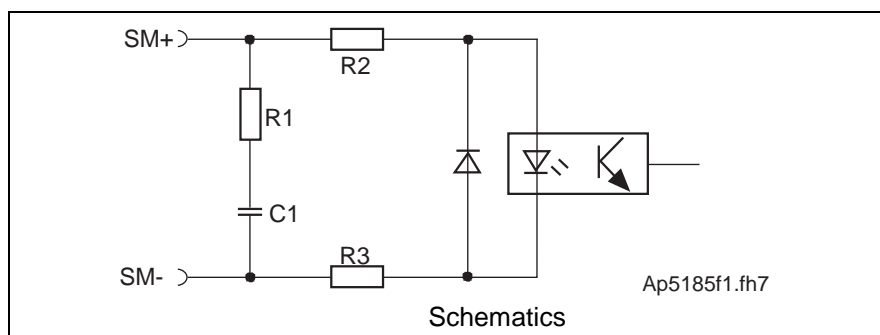 SM+
R2
R1
C1
R3
SM-
Ap5185f1.fh7
Schematics